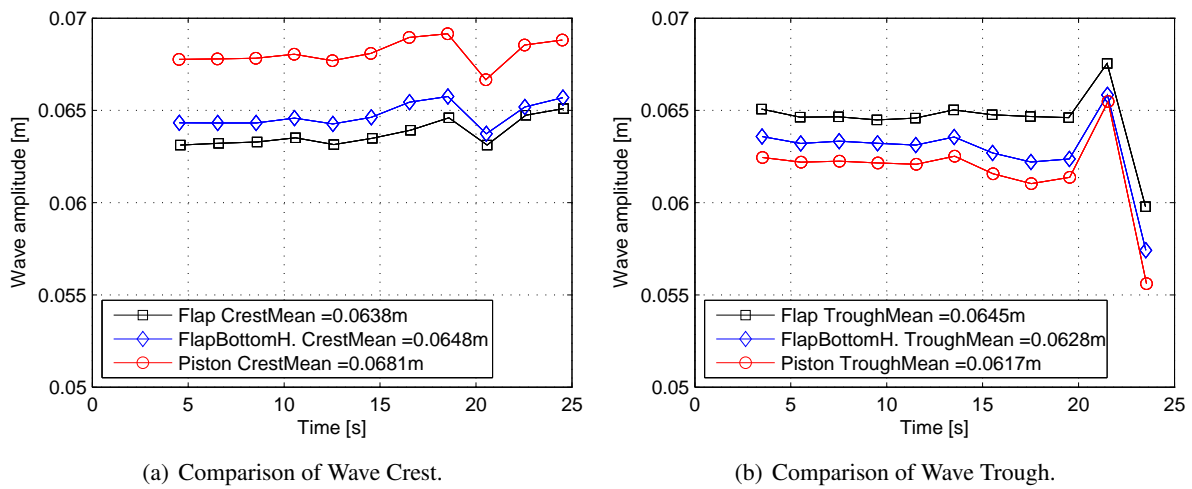 0.07
0.065
0.06
0.055
0.05
Wave amplitude [m]
0 5 10 15 20 25
Time [s]
Flap CrestMean =0.0638m
FlapBottomH. CrestMean =0.0648m
Piston CrestMean =0.0681m
(a) Comparison of Wave Crest.
0.07
0.065
0.06
0.055
0.05
Wave amplitude [m]
0 5 10 15 20 25
Time [s]
Flap TroughMean =0.0645m
FlapBottomH. TroughMean =0.0628m
Piston TroughMean =0.0617m
(b) Comparison of Wave Trough.